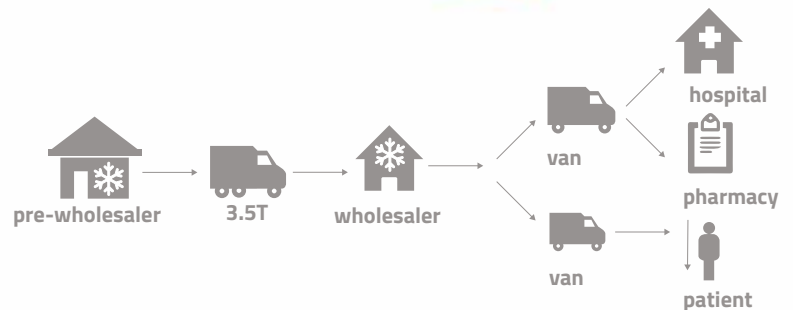 pre-wholesaler
3.5T
wholesaler
van
van
hospital
pharmacy
patient